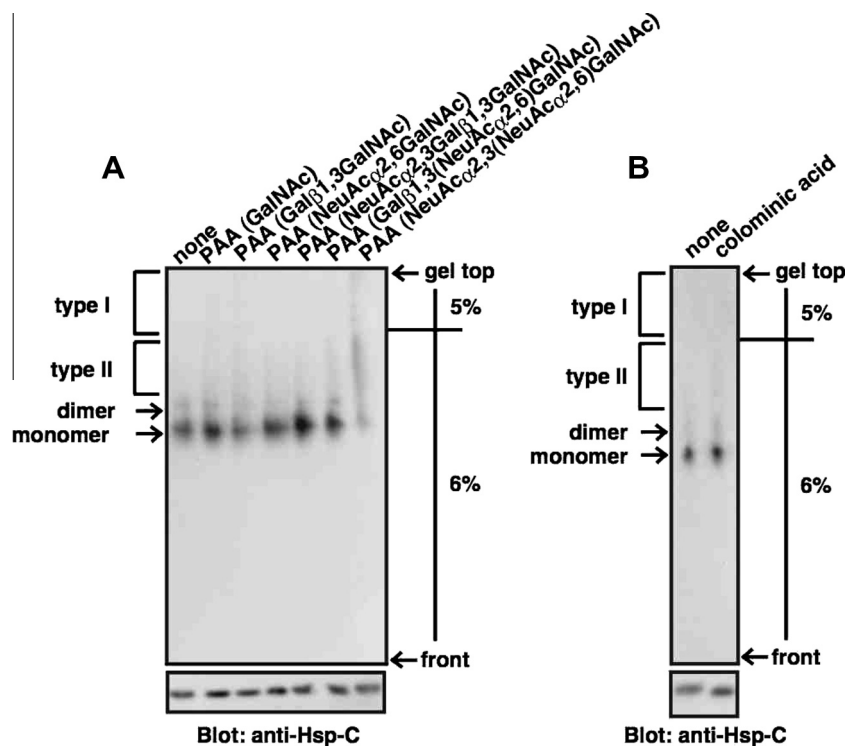 A
none
PAA (GalNAc)
PAA (Galβ1,3GalNAc)
PAA (NeuAcα2,6GalNAc)
PAA (NeuAcα2,3Galβ1,3GalNAc)
PAA (Galβ1,3(NeuAcα2,6)GalNAc)
PAA (NeuAcα2,3(NeuAcα2,6)GalNAc)
gel top
type I
5%
type II
dimer
monomer
6%
front
Blot: anti-Hsp-C
B
none
colominic acid
gel top
type I
5%
type II
dimer
monomer
6%
front
Blot: anti-Hsp-C